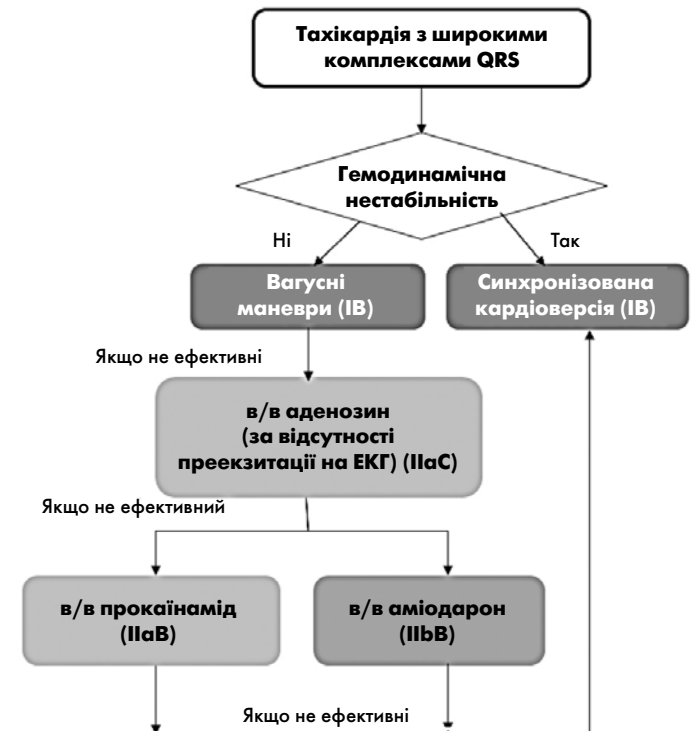 Тахікардія з широкими
комплексами QRS
Гемодинамічна
нестабільність
Ні
Так
Вагусні
маневри (IB)
Синхронізована
кардіоверсія (IB)
Якщо не ефективні
в/в аденозин
(за відсутності
преекзитації на ЕКГ) (IIaC)
Якщо не ефективний
в/в прокаїнамід
(IIaB)
в/в аміодарон
(IIbB)
Якщо не ефективні